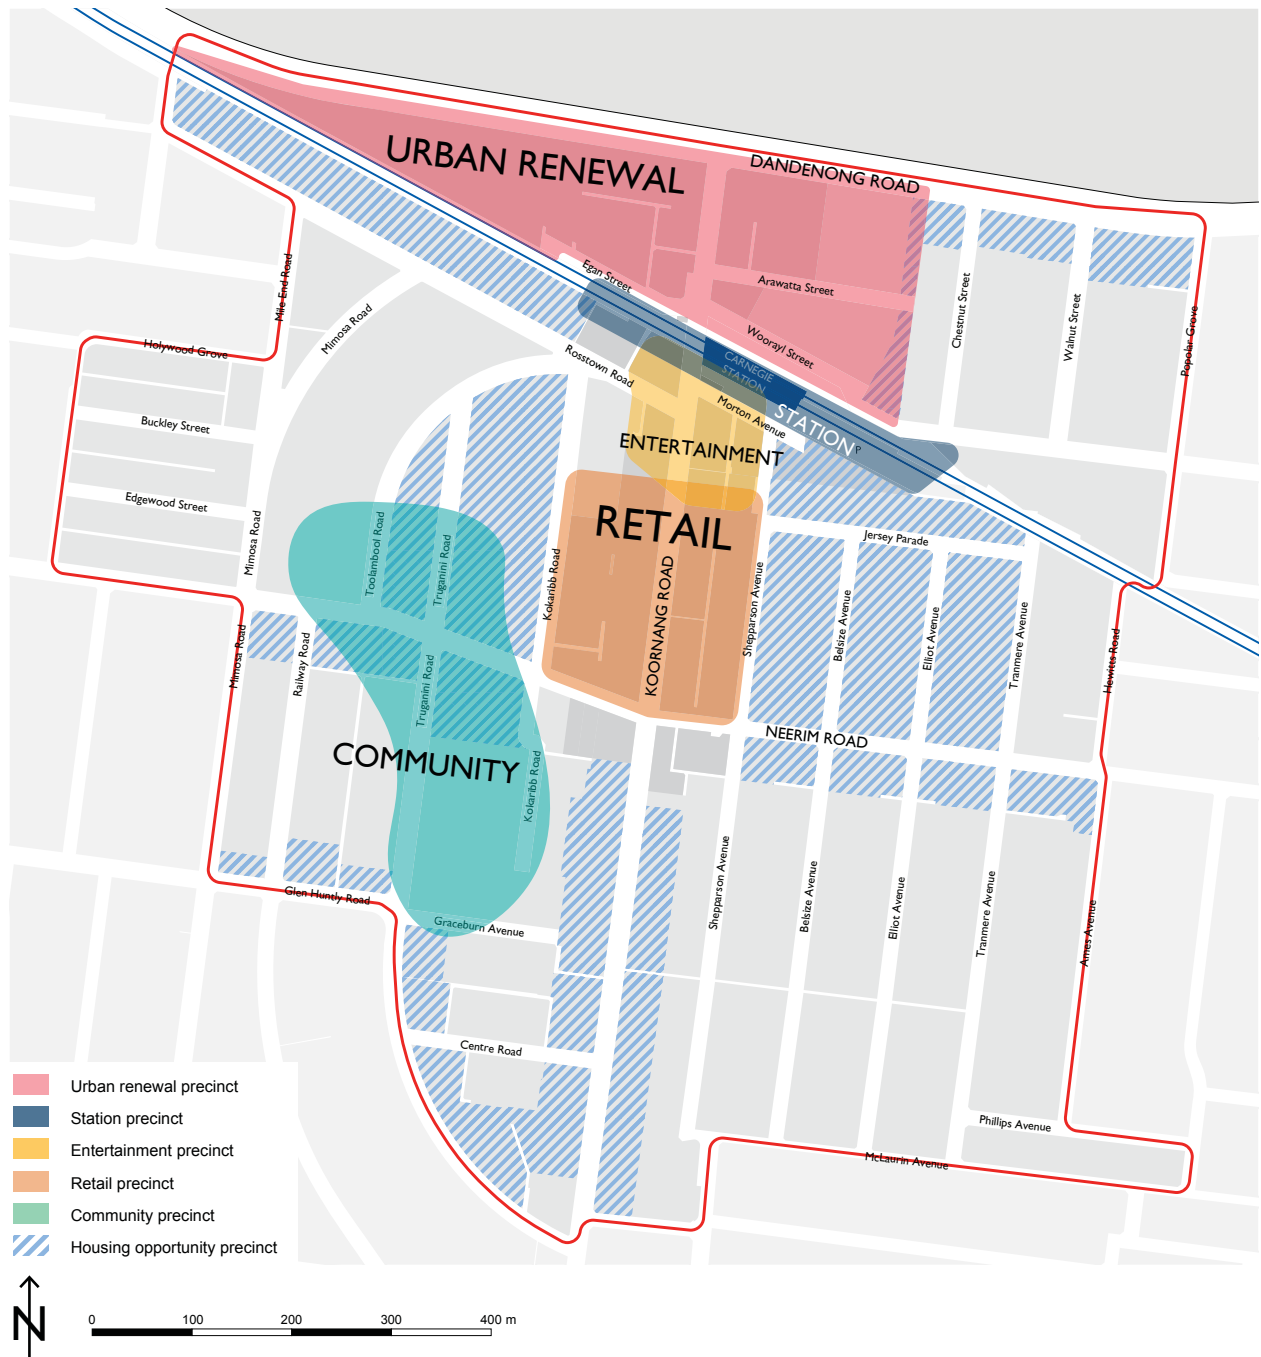 URBAN RENEWAL
DANDENONG ROAD
Egan Street
Arawatta Street
Woorayl Street
Chestnut Street
Walnut Street
Popolar Grove
Mile End Road
Mimosa Road
Holywood Grove
Rosstown Road
CARNEGIE
STATION
STATION
P
Morton Avenue
ENTERTAINMENT
Buckley Street
Edgewood Street
RETAIL
Mimosa Road
Toolambool Road
Truganini Road
Kokaribb Road
KOORNANG ROAD
Shepparson Avenue
Jersey Parade
Belsize Avenue
Elliot Avenue
Tranmere Avenue
Hewitts Road
Mimosa Road
Railway Road
Truganini Road
COMMUNITY
Kokaribb Road
NEERIM ROAD
Glen Huntly Road
Graceburn Avenue
Shepparson Avenue
Belsize Avenue
Elliot Avenue
Tranmere Avenue
Ames Avenue
Centre Road
Phillips Avenue
McLaurin Avenue
Urban renewal precinct
Station precinct
Entertainment precinct
Retail precinct
Community precinct
Housing opportunity precinct
N
0 100 200 300 400 m